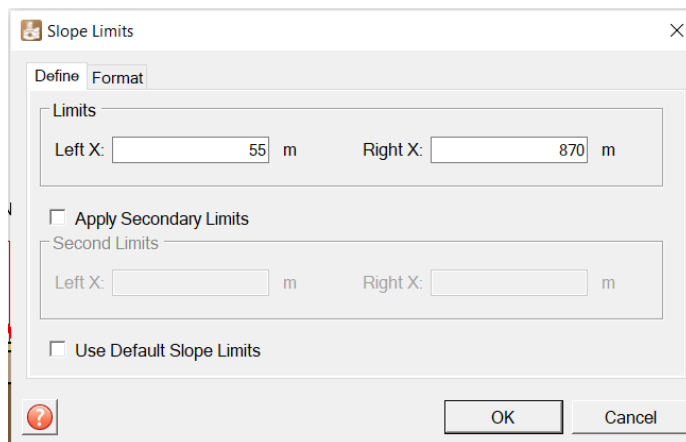 Slope Limits
Define Format
Limits
Left X: 55 m Right X: 870 m
Apply Secondary Limits
Second Limits
Left X: m Right X: m
Use Default Slope Limits
? OK Cancel